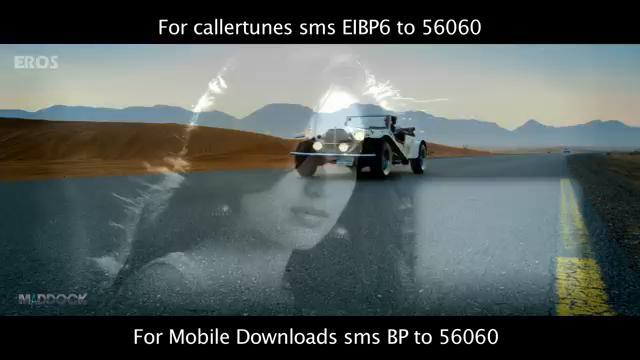 For callertunes sms EIBP6 to 56060
EROS
MADDOCK
For Mobile Downloads sms BP to 56060